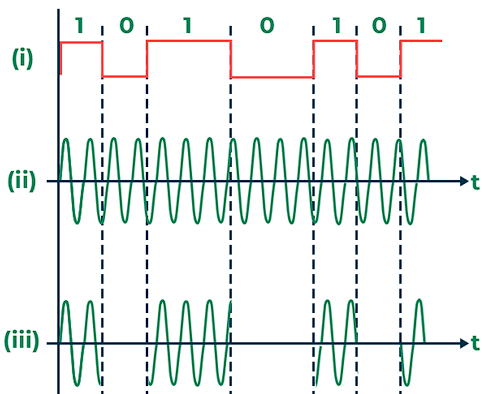 1 0 1 0 1 0 1
(i)
(ii) t
(iii) t